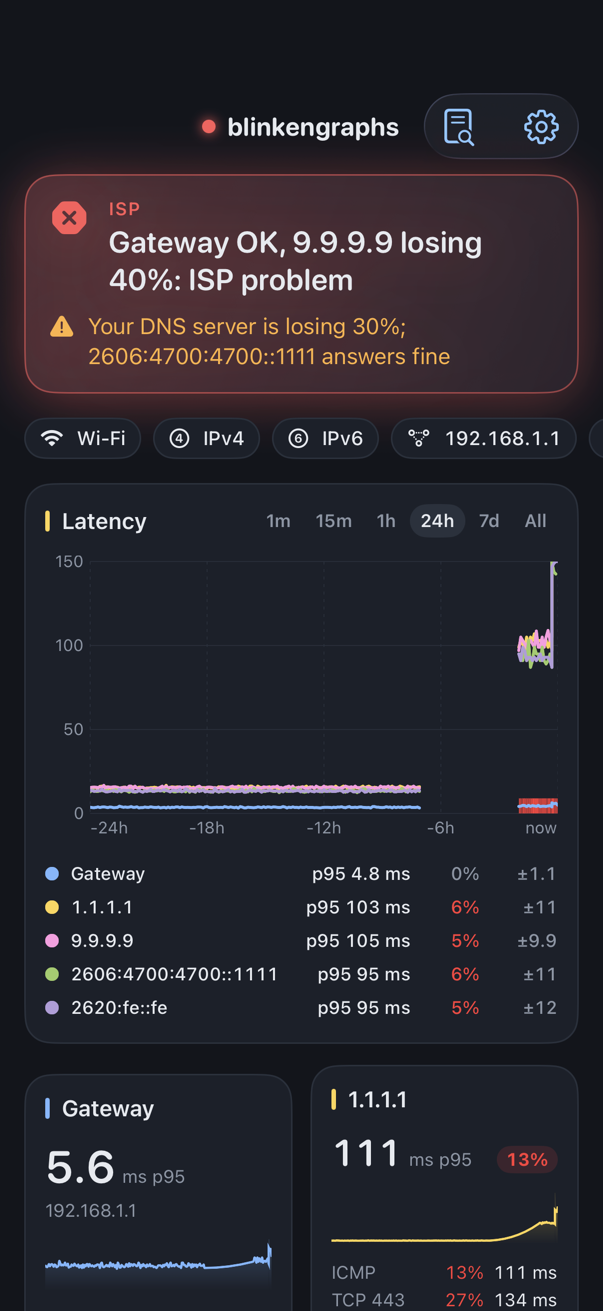 blinkengraphs
ISP
Gateway OK, 9.9.9.9 losing
40%: ISP problem
Your DNS server is losing 30%;
2606:4700:4700::1111 answers fine
Wi-Fi
4 IPv4
6 IPv6
192.168.1.1
Latency
1m 15m 1h 24h 7d All
150
100
50
0
-24h -18h -12h -6h now
Gateway p95 4.8 ms 0% ±1.1
1.1.1.1 p95 103 ms 6% ±11
9.9.9.9 p95 105 ms 5% ±9.9
2606:4700:4700::1111 p95 95 ms 6% ±11
2620:fe::fe p95 95 ms 5% ±12
Gateway
5.6 ms p95
192.168.1.1
1.1.1.1
111 ms p95 13%
ICMP 13% 111 ms
TCP 443 27% 134 ms